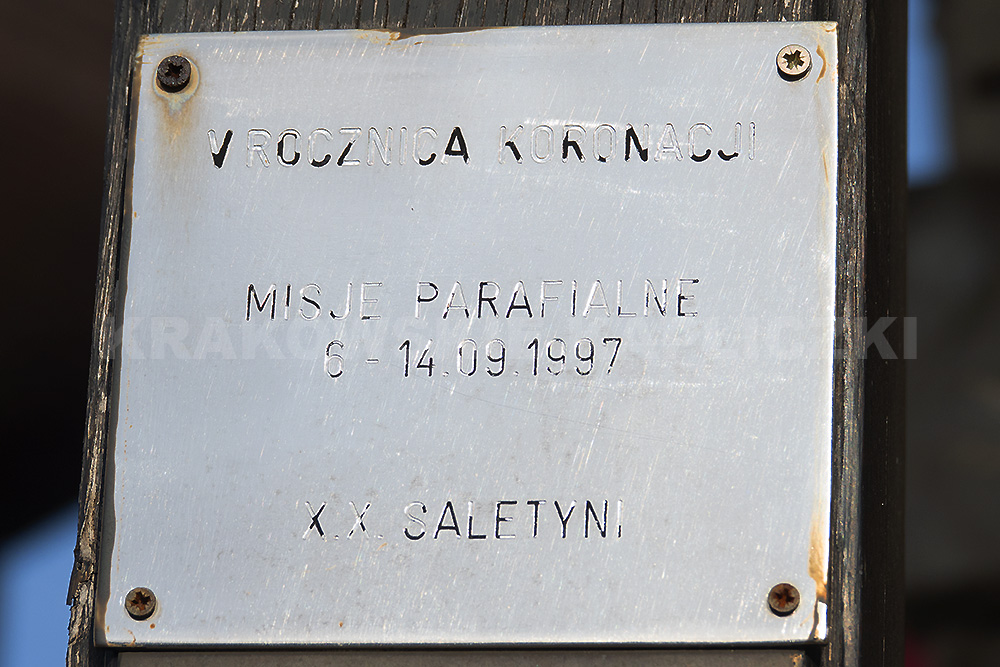 V ROCZNICA KORONACJI
MISJE PARAFIALNE
6 - 14.09.1997
X.X. SALETYNI